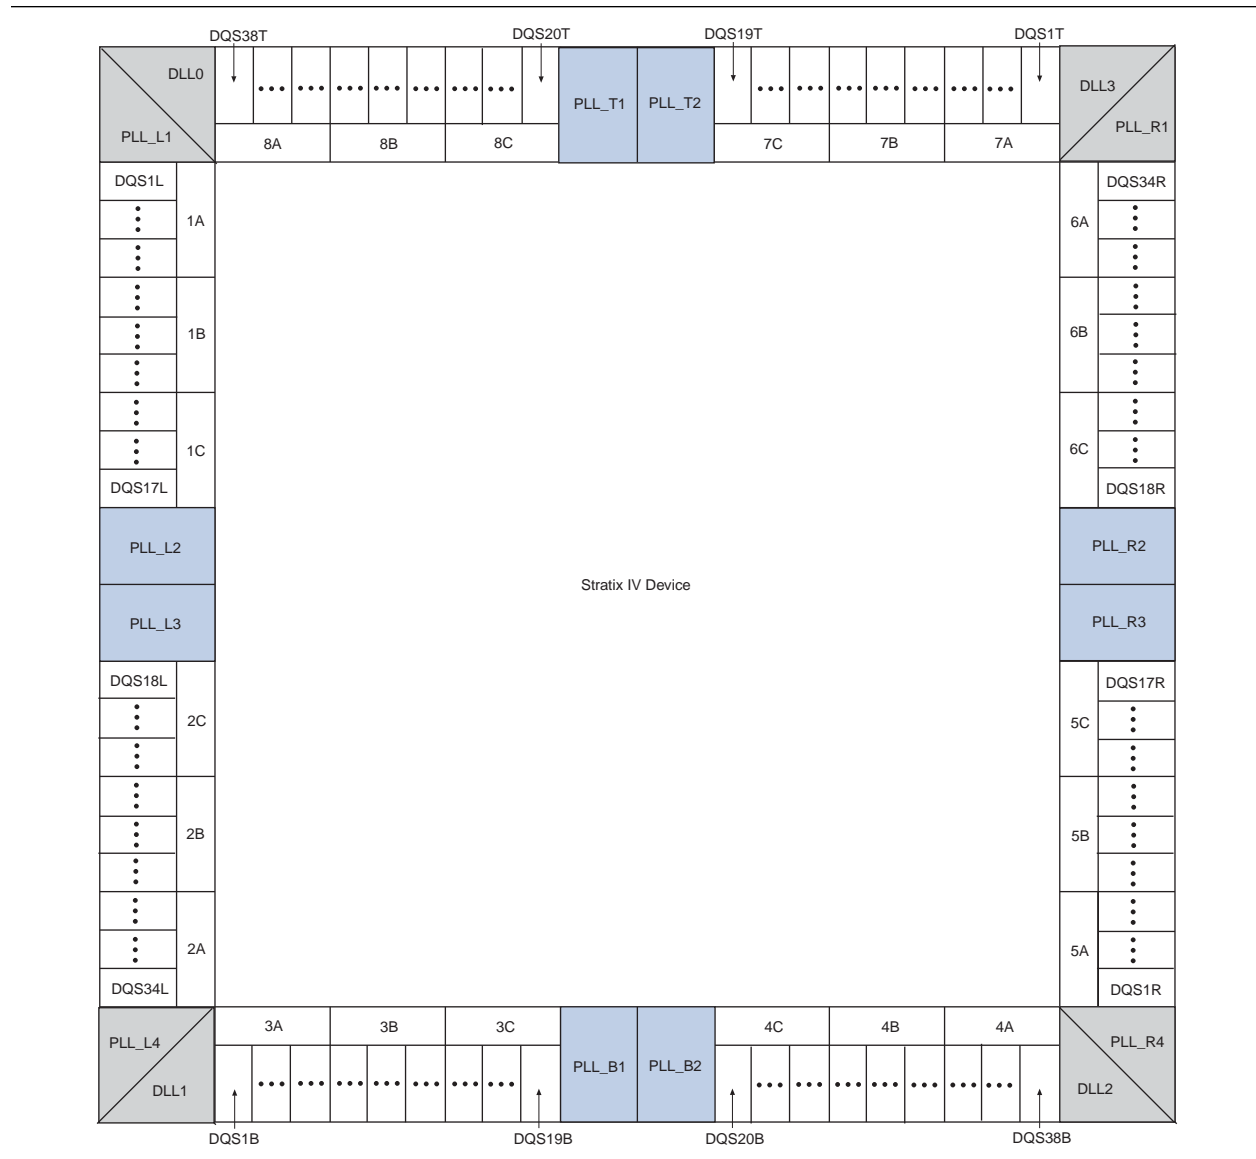 DQS38T DQS20T DQS19T DQS1T
DLL0 PLL_L1
PLL_T1 PLL_T2
DLL3 PLL_R1
8A 8B 8C 7C 7B 7A
DQS1L DQS34R
1A 6A
1B 6B
1C 6C
DQS17L DQS18R
PLL_L2 PLL_R2
Stratix IV Device
PLL_L3 PLL_R3
DQS18L DQS17R
2C 5C
2B 5B
2A 5A
DQS34L DQS1R
3A 3B 3C 4C 4B 4A
PLL_L4 DLL1
PLL_B1 PLL_B2
PLL_R4 DLL2
DQS1B DQS19B DQS20B DQS38B